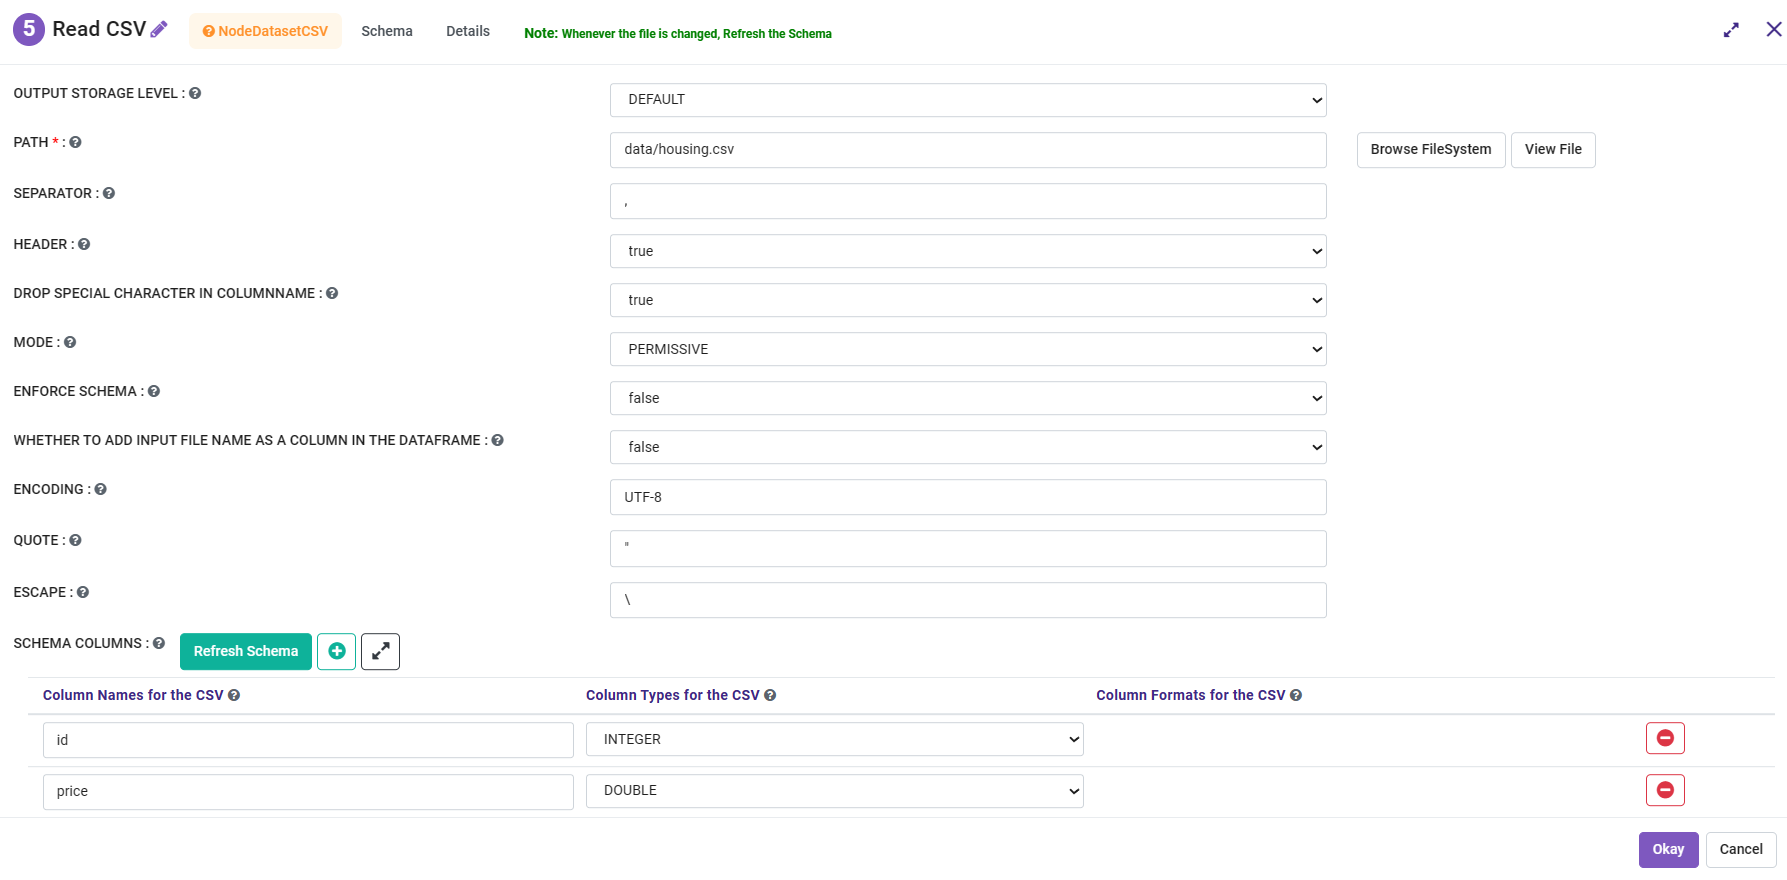 5 Read CSV NodeDatasetCSV Schema Details Note: Whenever the file is changed, Refresh the Schema
OUTPUT STORAGE LEVEL : DEFAULT
PATH * : data/housing.csv Browse FileSystem View File
SEPARATOR : ,
HEADER : true
DROP SPECIAL CHARACTER IN COLUMNNAME : true
MODE : PERMISSIVE
ENFORCE SCHEMA : false
WHETHER TO ADD INPUT FILE NAME AS A COLUMN IN THE DATAFRAME : false
ENCODING : UTF-8
QUOTE : "
ESCAPE : \
SCHEMA COLUMNS : Refresh Schema
Column Names for the CSV Column Types for the CSV Column Formats for the CSV
id INTEGER
price DOUBLE
Okay Cancel